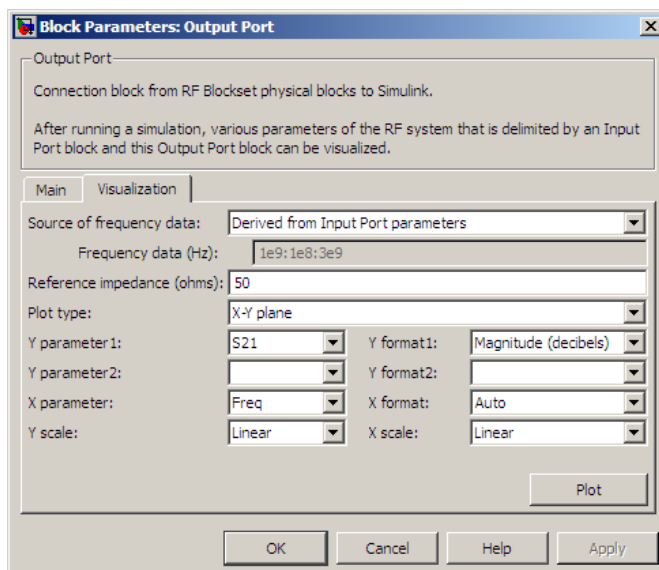 Block Parameters: Output Port
Output Port
Connection block from RF Blockset physical blocks to Simulink.
After running a simulation, various parameters of the RF system that is delimited by an Input
Port block and this Output Port block can be visualized.
Main Visualization
Source of frequency data: Derived from Input Port parameters
Frequency data (Hz): 1e9:1e8:3e9
Reference impedance (ohms): 50
Plot type: X-Y plane
Y parameter1: S21 Y format1: Magnitude (decibels)
Y parameter2: Y format2:
X parameter: Freq X format: Auto
Y scale: Linear X scale: Linear
Plot
OK Cancel Help Apply